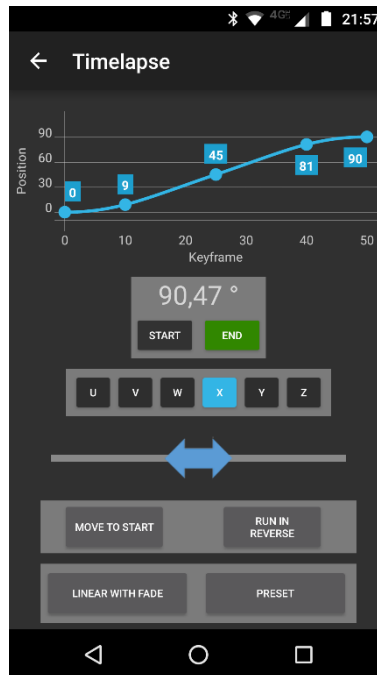 4G 21:57
Timelapse
90
60
30
0
Position
0
9
45
81
90
0 10 20 30 40 50
Keyframe
90,47 °
START END
U V W X Y Z
MOVE TO START
RUN IN
REVERSE
LINEAR WITH FADE
PRESET